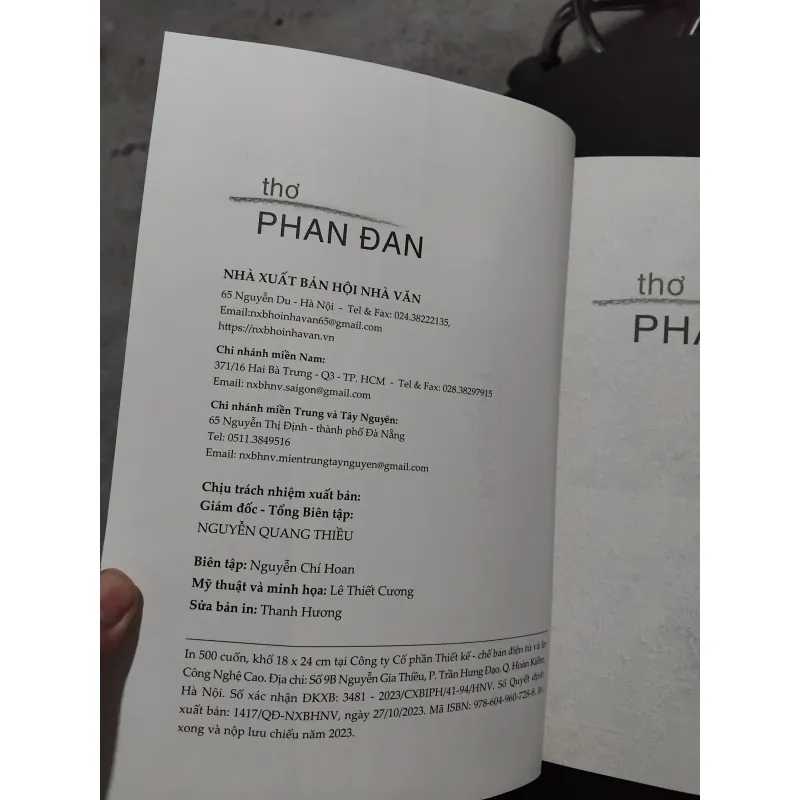 thơ
PHAN ĐAN
NHÀ XUẤT BẢN HỘI NHÀ VĂN
65 Nguyễn Du - Hà Nội - Tel & Fax: 024.38222135,
Email:nxbhoinhavan65@gmail.com
https://nxbhoinhavan.vn
Chi nhánh miền Nam:
371/16 Hai Bà Trưng - Q3 - TP. HCM - Tel & Fax: 028.38297915
Email: nxbhnv.saigon@gmail.com
Chi nhánh miền Trung và Tây Nguyên:
65 Nguyễn Thị Định - thành phố Đà Nẵng
Tel: 0511.3849516
Email: nxbhnv.mientrungtaynguyen@gmail.com
Chịu trách nhiệm xuất bản:
Giám đốc - Tổng Biên tập:
NGUYỄN QUANG THIỀU
Biên tập: Nguyễn Chí Hoan
Mỹ thuật và minh họa: Lê Thiết Cương
Sửa bản in: Thanh Hương
In 500 cuốn, khổ 18 x 24 cm tại Công ty Cổ phần Thiết kế - chế bản điện tử và In
Công Nghệ Cao. Địa chỉ: Số 9B Nguyễn Gia Thiều, P. Trần Hưng Đạo, Q. Hoàn Kiếm,
Hà Nội. Số xác nhận ĐKXB: 3481 - 2023/CXBIPH/41-94/HNV. Số Quyết định
xuất bản: 1417/QĐ-NXBHNV, ngày 27/10/2023. Mã ISBN: 978-604-960-728-8. In
xong và nộp lưu chiểu năm 2023.
thơ
PHA